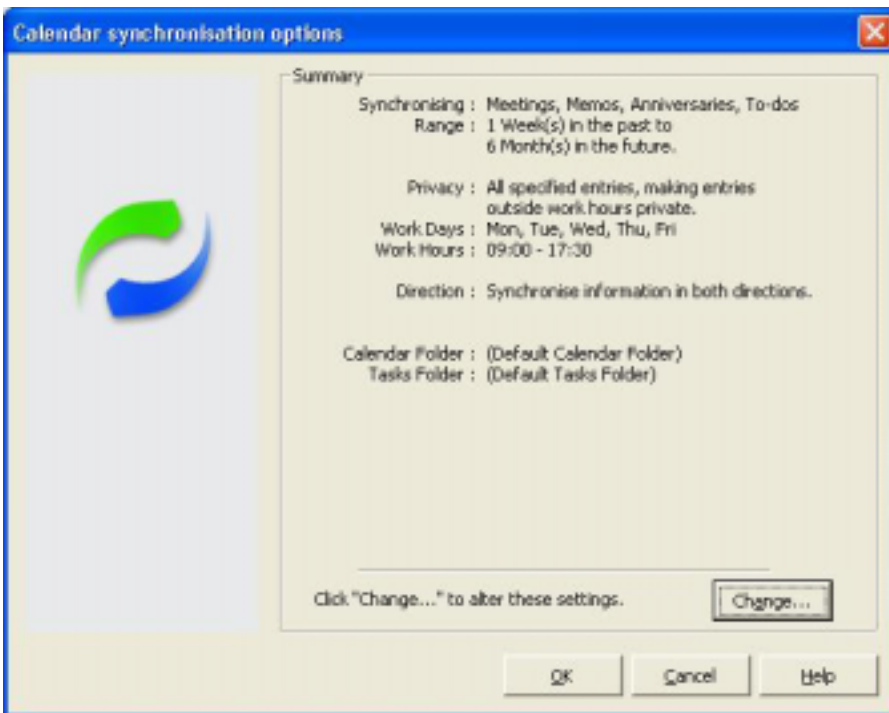 Calendar synchronisation options
Summary
Synchronising : Meetings, Memos, Anniversaries, To-dos
Range : 1 Week(s) in the past to
6 Month(s) in the future.
Privacy : All specified entries, making entries
outside work hours private.
Work Days : Mon, Tue, Wed, Thu, Fri
Work Hours : 09:00 - 17:30
Direction : Synchronise information in both directions.
Calendar Folder : (Default Calendar Folder)
Tasks Folder : (Default Tasks Folder)
Click "Change..." to alter these settings.
Change...
OK
Cancel
Help